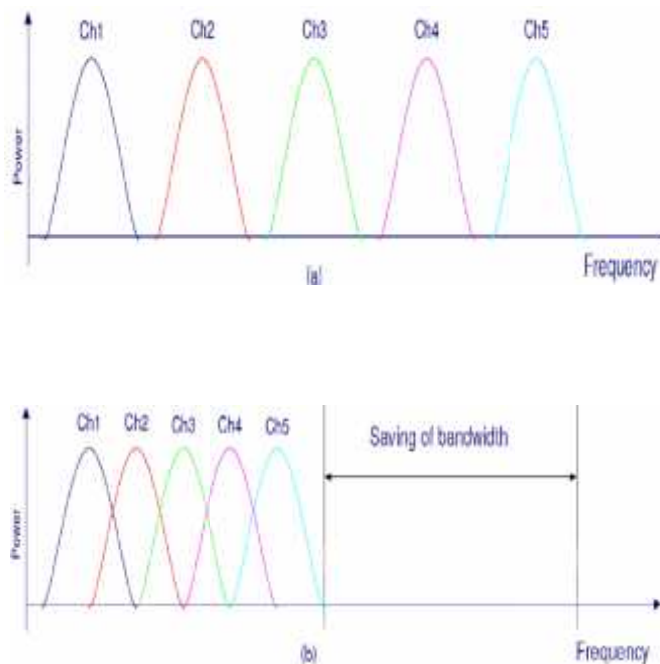 Ch1 Ch2 Ch3 Ch4 Ch5
Power
Frequency
(a)
Ch1 Ch2 Ch3 Ch4 Ch5
Saving of bandwidth
Power
(b)
Frequency